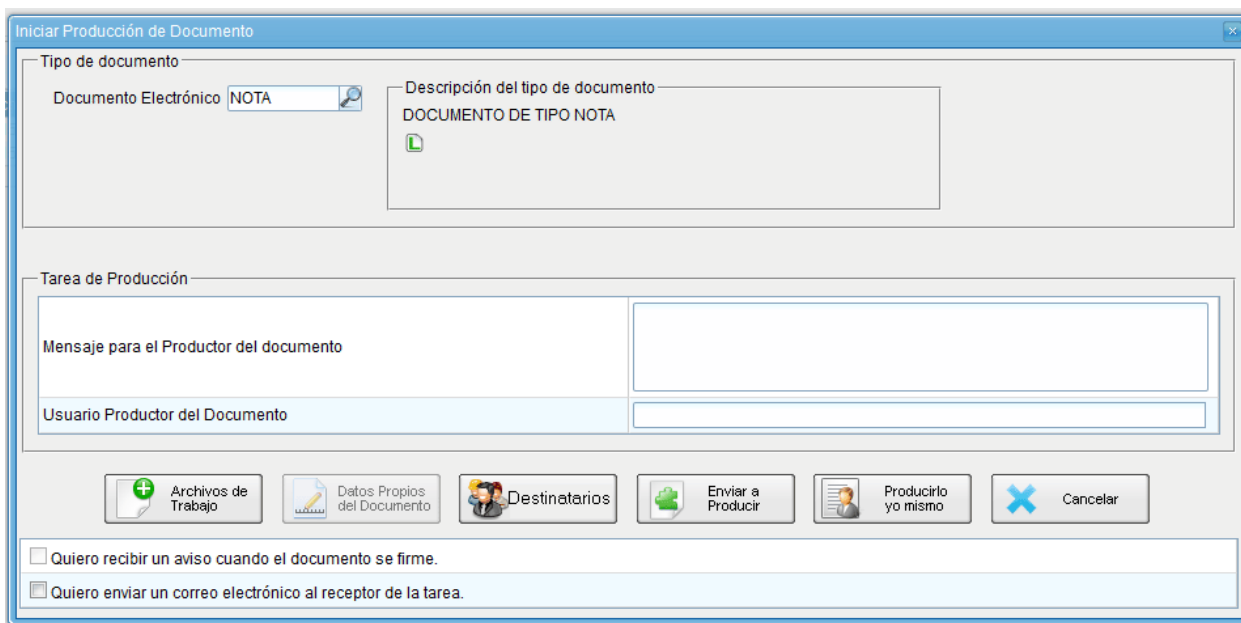 Iniciar Producción de Documento
Tipo de documento
Documento Electrónico NOTA
Descripción del tipo de documento
DOCUMENTO DE TIPO NOTA
L
Tarea de Producción
Mensaje para el Productor del documento
Usuario Productor del Documento
Archivos de
Trabajo
Datos Propios
del Documento
Destinatarios
Enviar a
Producir
Producirlo
yo mismo
Cancelar
Quiero recibir un aviso cuando el documento se firme.
Quiero enviar un correo electrónico al receptor de la tarea.